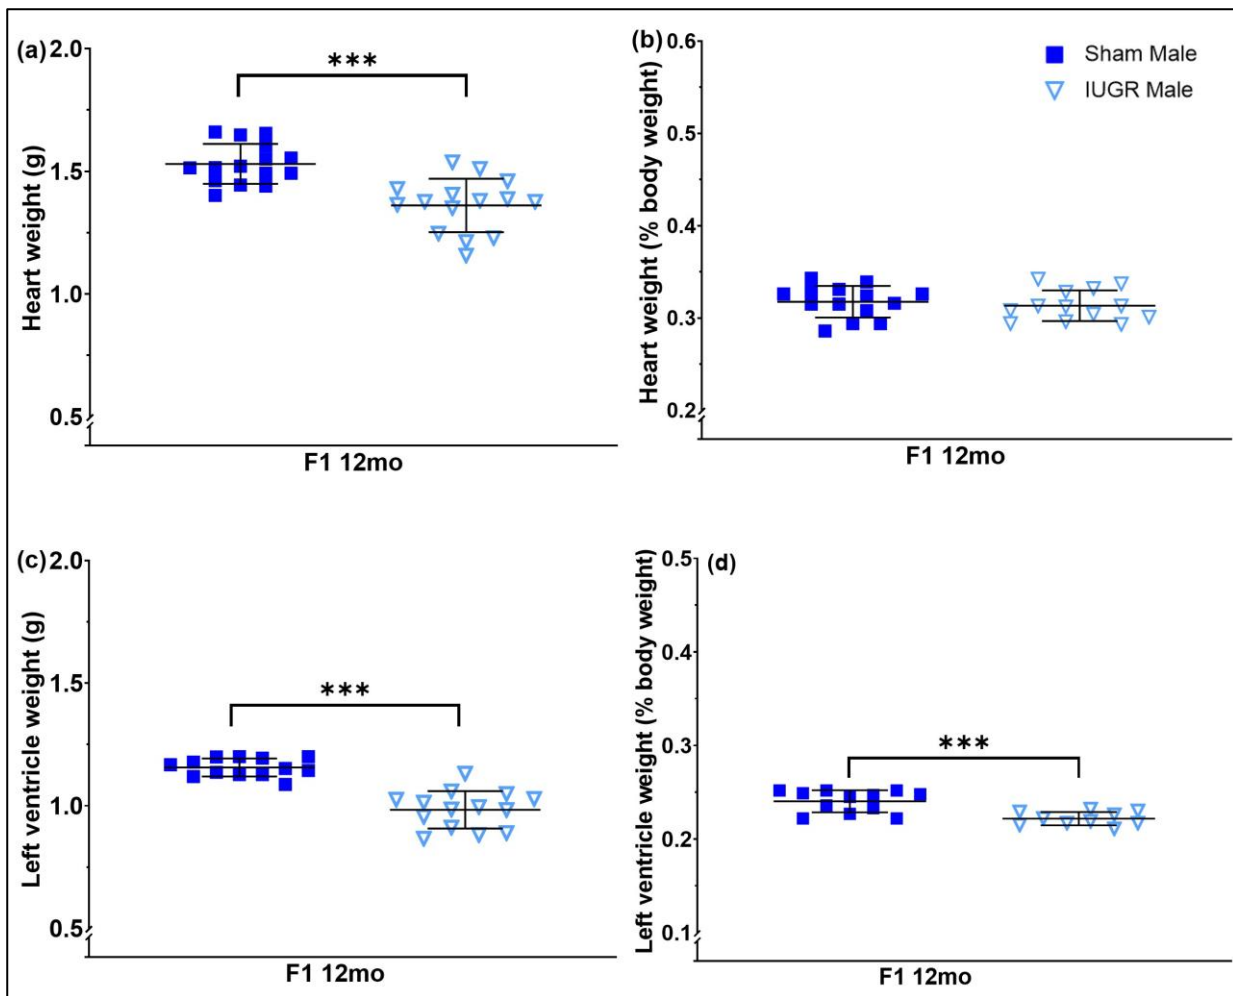 (a)
***
Heart weight (g)
2.0
1.5
1.0
0.5
F1 12mo
(b)
Sham Male
IUGR Male
Heart weight (% body weight)
0.6
0.5
0.4
0.3
0.2
F1 12mo
(c)
***
Left ventricle weight (g)
2.0
1.5
1.0
0.5
F1 12mo
(d)
***
Left ventricle weight (% body weight)
0.5
0.4
0.3
0.2
0.1
F1 12mo